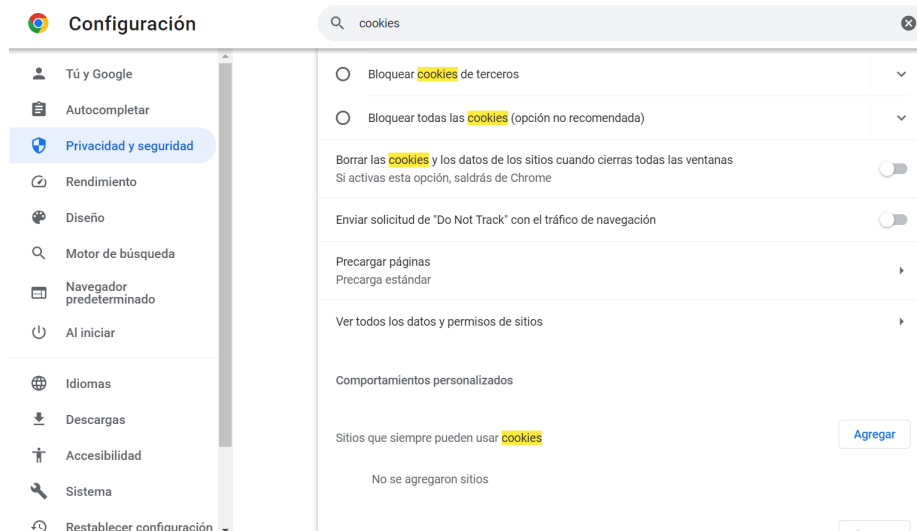 Configuración
cookies
Tú y Google
Autocompletar
Privacidad y seguridad
Rendimiento
Diseño
Motor de búsqueda
Navegador
predeterminado
Al iniciar
Idiomas
Descargas
Accesibilidad
Sistema
Restablecer configuración
Bloquear cookies de terceros
Bloquear todas las cookies (opción no recomendada)
Borrar las cookies y los datos de los sitios cuando cierras todas las ventanas
Si activas esta opción, saldrás de Chrome
Enviar solicitud de "Do Not Track" con el tráfico de navegación
Precargar páginas
Precarga estándar
Ver todos los datos y permisos de sitios
Comportamientos personalizados
Sitios que siempre pueden usar cookies
Agregar
No se agregaron sitios